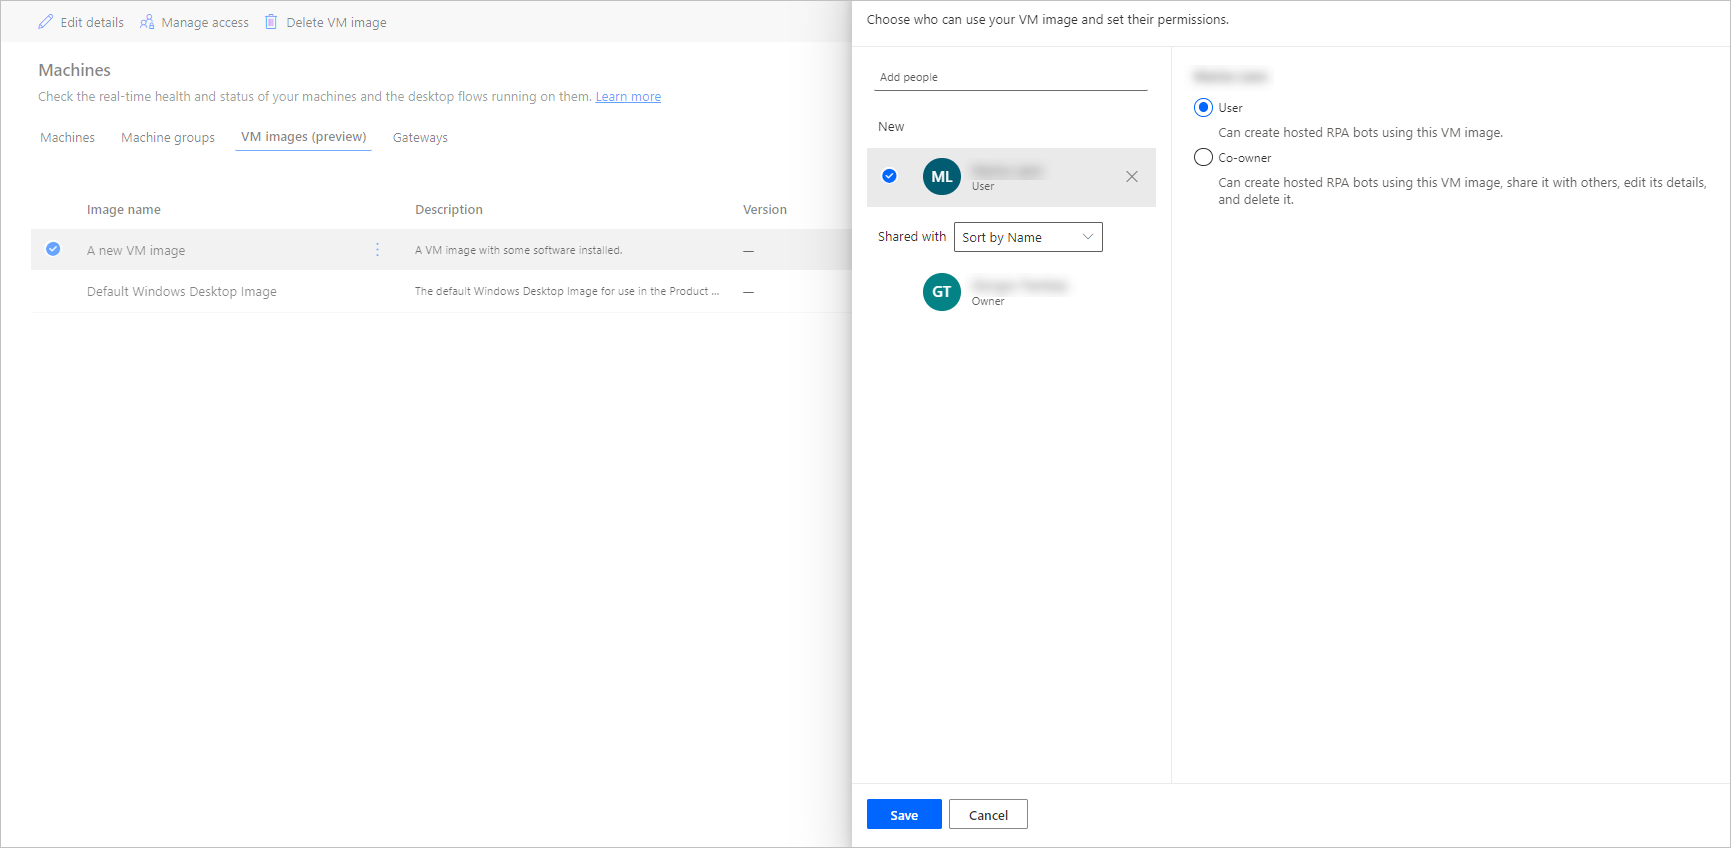 Edit details
Manage access
Delete VM image
Machines
Check the real-time health and status of your machines and the desktop flows running on them. Learn more
Machines
Machine groups
VM images (preview)
Gateways
Image name
Description
Version
A new VM image
A VM image with some software installed.
—
Default Windows Desktop Image
The default Windows Desktop Image for use in the Product ...
—
Choose who can use your VM image and set their permissions.
Add people
New
ML
User
Shared with
Sort by Name
GT
Owner
User
Can create hosted RPA bots using this VM image.
Co-owner
Can create hosted RPA bots using this VM image, share it with others, edit its details,
and delete it.
Save
Cancel